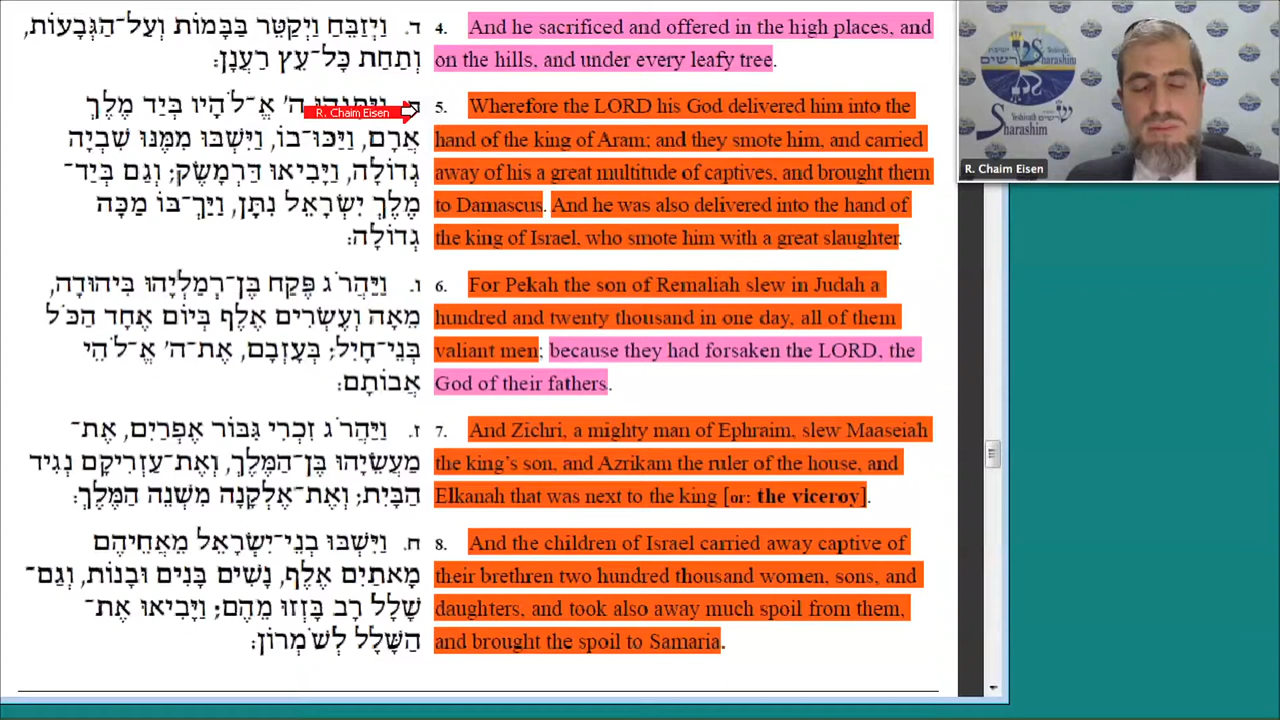 ד. וַיְזַבֵּחַ וַיְקַטֵּר בַּבָּמוֹת וְעַל־הַגְּבָעוֹת,
וְתַחַת כָּל־עֵץ רַעֲנָן:
4. And he sacrificed and offered in the high places, and
on the hills, and under every leafy tree.
ה' אֱ־לֹהָיו בְּיַד מֶלֶךְ
אֲרָם, וַיַּכּוּ־בוֹ, וַיִּשְׁבּוּ מִמֶּנּוּ שִׁבְיָה
גְדוֹלָה, וַיָּבִיאוּ דַּרְמָשֶׂק; וְגַם בְּיַד־
מֶלֶךְ יִשְׂרָאֵל נִתָּן, וַיַּךְ־בּוֹ מַכָּה
גְדוֹלָה:
R. Chaim Eisen
5. Wherefore the LORD his God delivered him into the
hand of the king of Aram; and they smote him, and carried
away of his a great multitude of captives, and brought them
to Damascus. And he was also delivered into the hand of
the king of Israel, who smote him with a great slaughter.
ו. וַיַּהֲרֹג פֶּקַח בֶּן־רְמַלְיָהוּ בִּיהוּדָה,
מֵאָה וְעֶשְׂרִים אֶלֶף בְּיוֹם אֶחָד הַכֹּל
בְּנֵי־חָיִל; בְּעָזְבָם, אֶת־ה' אֱ־לֹהֵי
אֲבוֹתָם:
6. For Pekah the son of Remaliah slew in Judah a
hundred and twenty thousand in one day, all of them
valiant men; because they had forsaken the LORD, the
God of their fathers.
ז. וַיַּהֲרֹג זִכְרִי גִּבּוֹר אֶפְרַיִם, אֶת־
מַעֲשֵׂיָהוּ בֶּן־הַמֶּלֶךְ, וְאֶת־עַזְרִיקָם נְגִיד
הַבָּיִת; וְאֶת־אֶלְקָנָה מִשְׁנֵה הַמֶּלֶךְ:
7. And Zichri, a mighty man of Ephraim, slew Maaseiah
the king's son, and Azrikam the ruler of the house, and
Elkanah that was next to the king [or: the viceroy].
ח. וַיִּשְׁבּוּ בְנֵי־יִשְׂרָאֵל מֵאֲחֵיהֶם
מָאתַיִם אֶלֶף, נָשִׁים בָּנִים וּבָנוֹת, וְגַם־
שָׁלָל רָב בָּזְזוּ מֵהֶם; וַיָּבִיאוּ אֶת־
הַשָּׁלָל לְשֹׁמְרוֹן:
8. And the children of Israel carried away captive of
their brethren two hundred thousand women, sons, and
daughters, and took also away much spoil from them,
and brought the spoil to Samaria.
Yeshivath
Sharashim
R. Chaim Eisen